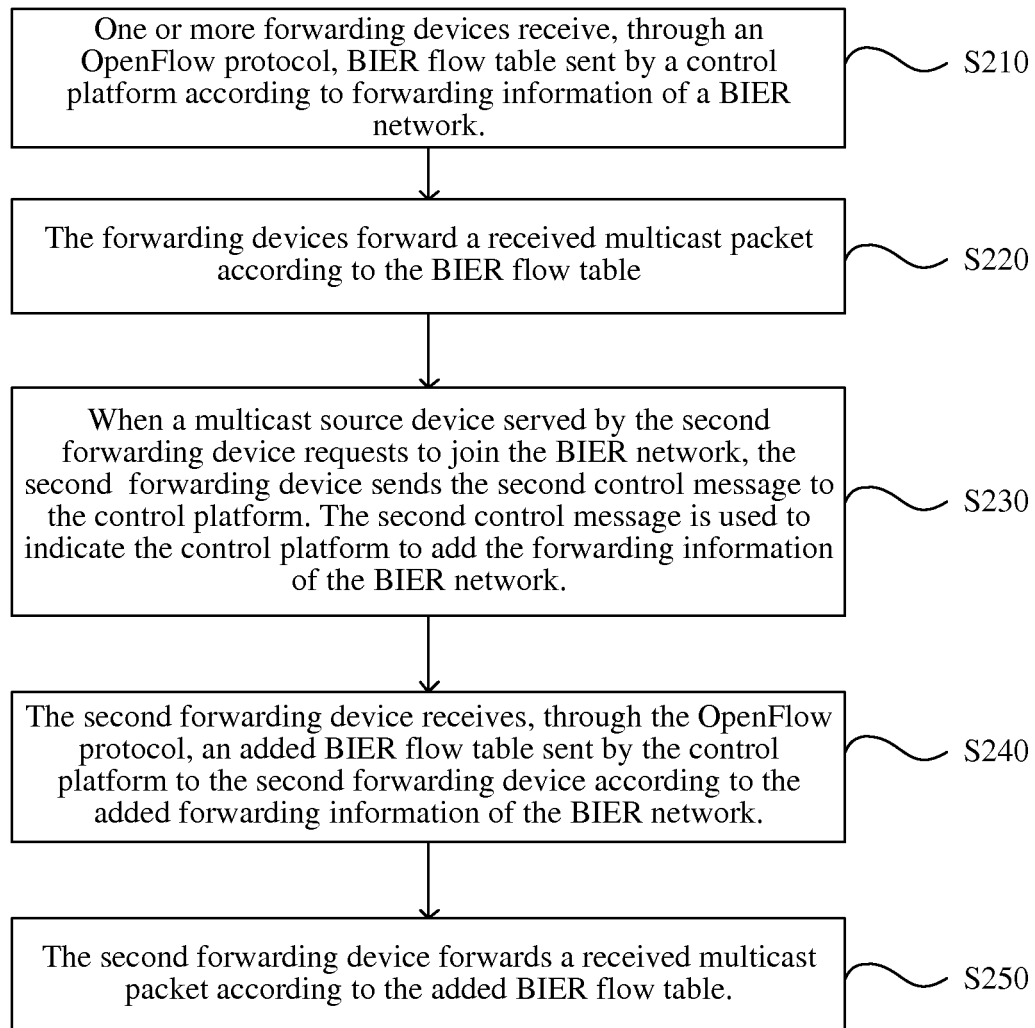 One or more forwarding devices receive, through an
OpenFlow protocol, BIER flow table sent by a control
platform according to forwarding information of a BIER
network.
S210
The forwarding devices forward a received multicast packet
according to the BIER flow table
S220
When a multicast source device served by the second
forwarding device requests to join the BIER network, the
second forwarding device sends the second control message to
the control platform. The second control message is used to
indicate the control platform to add the forwarding information
of the BIER network.
S230
The second forwarding device receives, through the OpenFlow
protocol, an added BIER flow table sent by the control
platform to the second forwarding device according to the
added forwarding information of the BIER network.
S240
The second forwarding device forwards a received multicast
packet according to the added BIER flow table.
S250